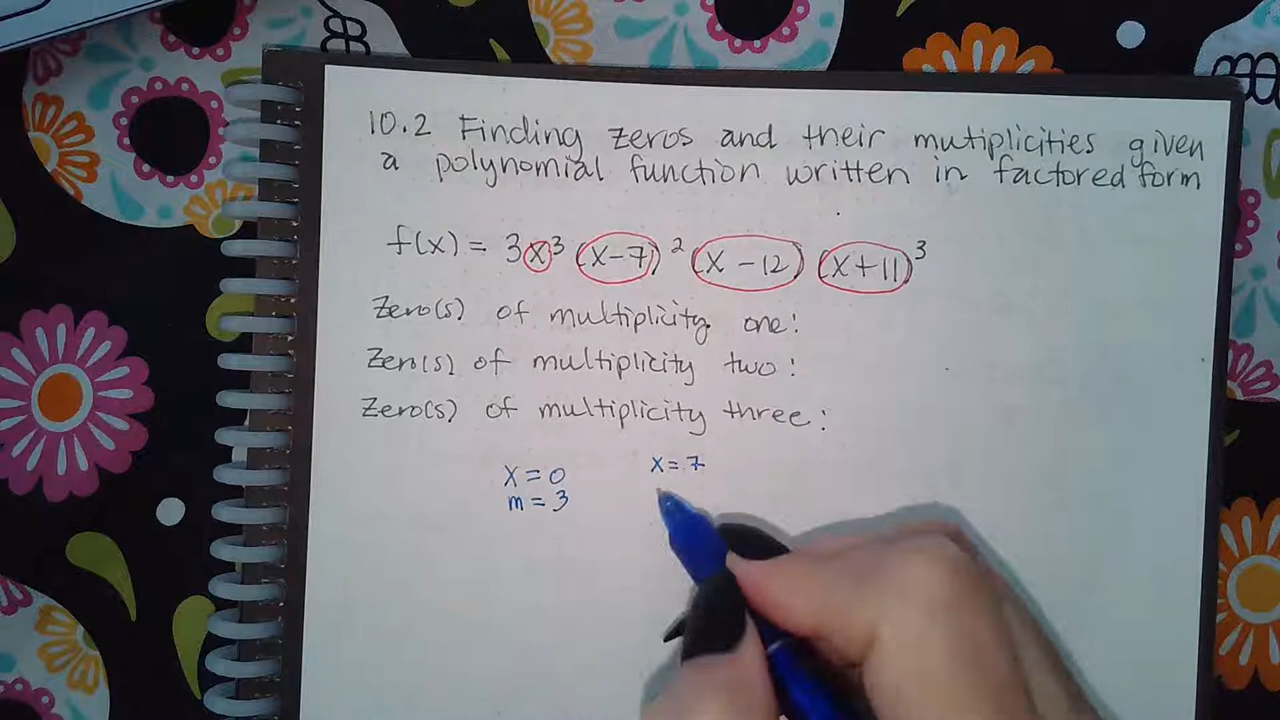 10.2 Finding zeros and their mutiplicities given
a polynomial function written in factored form
f(x) = 3x³ (x-7)² (x-12) (x+11)³
Zero(s) of multiplicity one:
Zero(s) of multiplicity two:
Zero(s) of multiplicity three:
x = 0 x = 7
m = 3